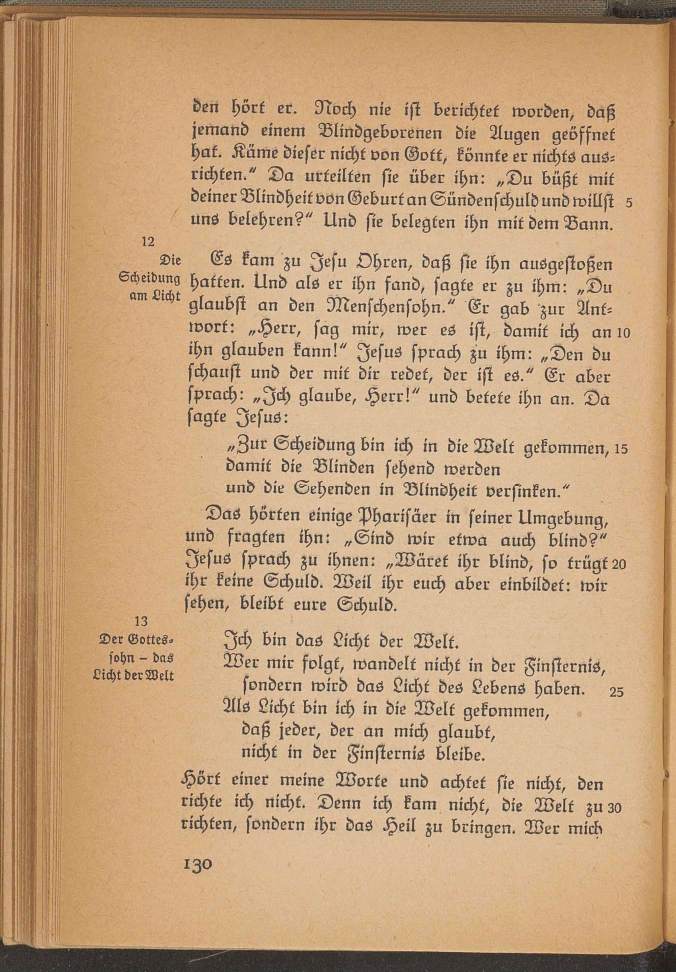 den hört er. Noch nie ist berichtet worden, daß
jemand einem Blindgeborenen die Augen geöffnet
hat. Käme dieser nicht von Gott, könnte er nichts aus-
richten.“ Da urteilten sie über ihn: „Du büßt mit
deiner Blindheit von Geburt an Sündenschuld und willst 5
uns belehren?“ Und sie belegten ihn mit dem Bann.
12
Die
Scheidung
am Licht
Es kam zu Jesu Ohren, daß sie ihn ausgestoßen
hatten. Und als er ihn fand, sagte er zu ihm: „Du
glaubst an den Menschensohn.“ Er gab zur Ant-
wort: „Herr, sag mir, wer es ist, damit ich an 10
ihn glauben kann!“ Jesus sprach zu ihm: „Den du
schaust und der mit dir redet, der ist es.“ Er aber
sprach: „Ich glaube, Herr!“ und betete ihn an. Da
sagte Jesus:
„Zur Scheidung bin ich in die Welt gekommen, 15
damit die Blinden sehend werden
und die Sehenden in Blindheit versinken.“
Das hörten einige Pharisäer in seiner Umgebung,
und fragten ihn: „Sind wir etwa auch blind?“
Jesus sprach zu ihnen: „Wäret ihr blind, so trügt 20
ihr keine Schuld. Weil ihr euch aber einbildet: wir
sehen, bleibt eure Schuld.
13
Der Gottes-
sohn – das
Licht der Welt
Ich bin das Licht der Welt.
Wer mir folgt, wandelt nicht in der Finsternis,
sondern wird das Licht des Lebens haben. 25
Als Licht bin ich in die Welt gekommen,
daß jeder, der an mich glaubt,
nicht in der Finsternis bleibe.
Hört einer meine Worte und achtet sie nicht, den
richte ich nicht. Denn ich kam nicht, die Welt zu 30
richten, sondern ihr das Heil zu bringen. Wer mich
130